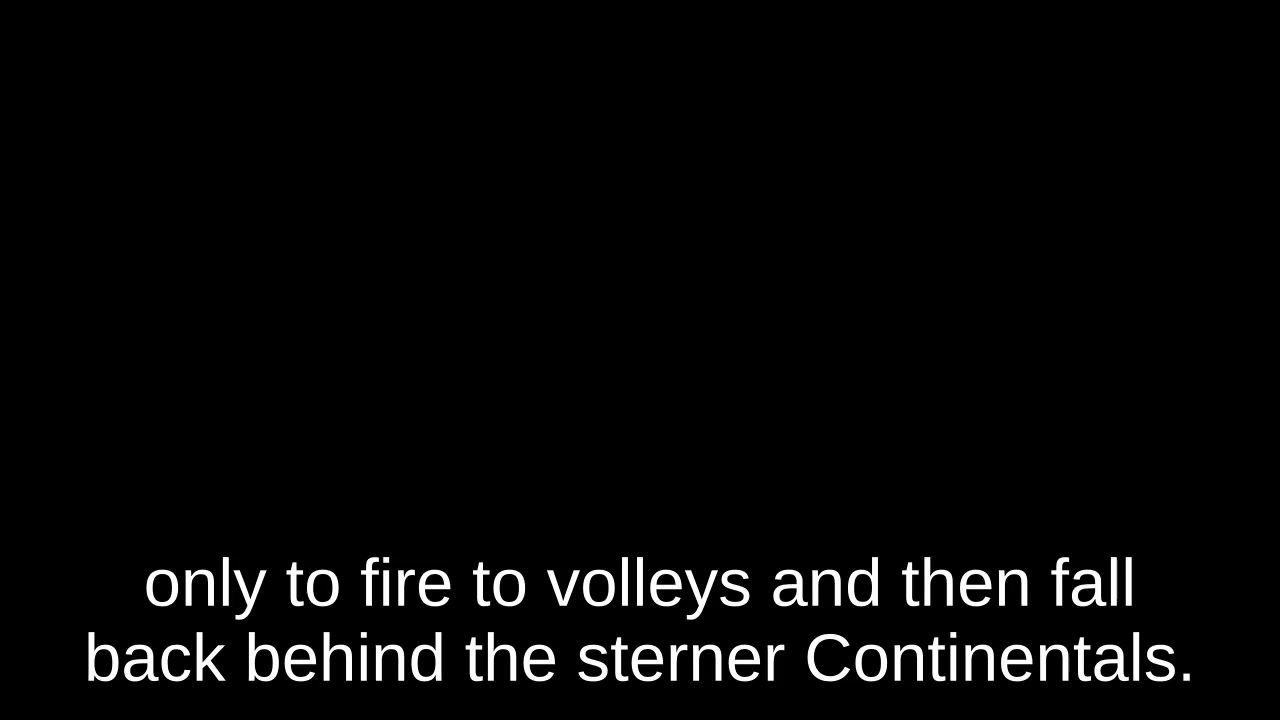 only to fire to volleys and then fall
back behind the sterner Continentals.